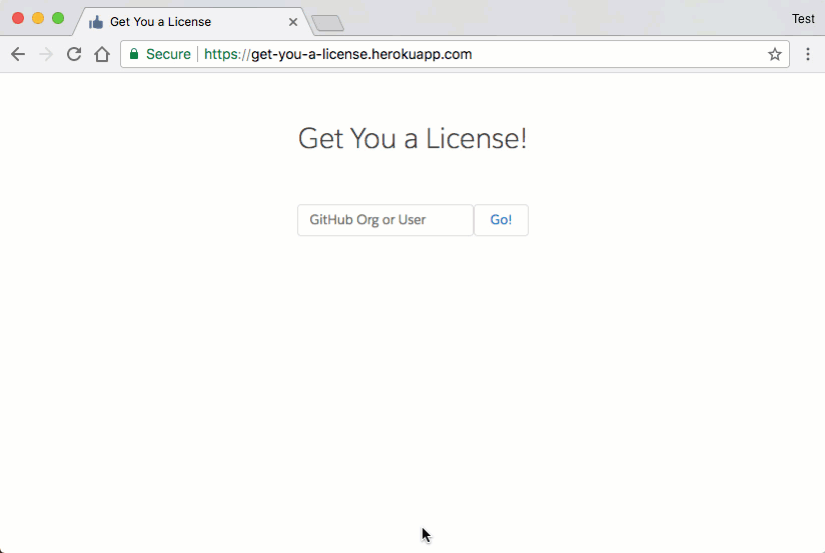 Get You a License
Test
Secure
https://get-you-a-license.herokuapp.com
Get You a License!
GitHub Org or User
Go!